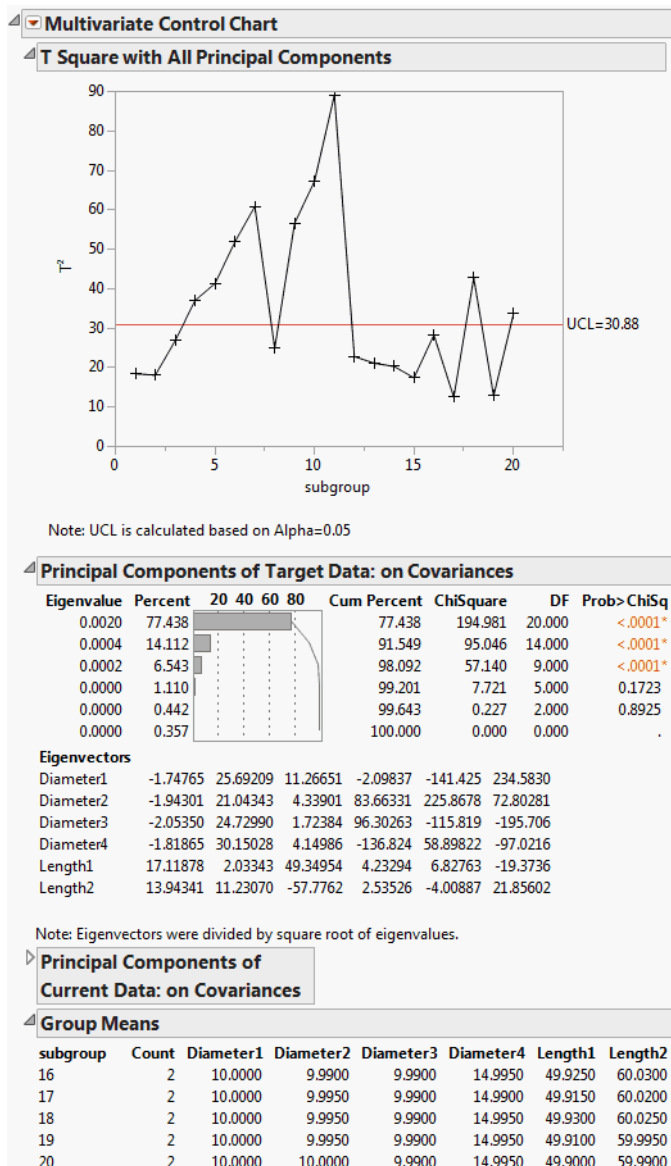 Multivariate Control Chart
T Square with All Principal Components
90
80
70
60
50
40
30
20
10
0
T²
UCL=30.88
0 5 10 15 20
subgroup
Note: UCL is calculated based on Alpha=0.05
Principal Components of Target Data: on Covariances
Eigenvalue Percent 20 40 60 80 Cum Percent ChiSquare DF Prob>ChiSq
0.0020 77.438 77.438 194.981 20.000 <.0001*
0.0004 14.112 91.549 95.046 14.000 <.0001*
0.0002 6.543 98.092 57.140 9.000 <.0001*
0.0000 1.110 99.201 7.721 5.000 0.1723
0.0000 0.442 99.643 0.227 2.000 0.8925
0.0000 0.357 100.000 0.000 0.000 .
Eigenvectors
Diameter1 -1.74765 25.69209 11.26651 -2.09837 -141.425 234.5830
Diameter2 -1.94301 21.04343 4.33901 83.66331 225.8678 72.80281
Diameter3 -2.05350 24.72990 1.72384 96.30263 -115.819 -195.706
Diameter4 -1.81865 30.15028 4.14986 -136.824 58.89822 -97.0216
Length1 17.11878 2.03343 49.34954 4.23294 6.82763 -19.3736
Length2 13.94341 11.23070 -57.7762 2.53526 -4.00887 21.85602
Note: Eigenvectors were divided by square root of eigenvalues.
Principal Components of
Current Data: on Covariances
Group Means
subgroup Count Diameter1 Diameter2 Diameter3 Diameter4 Length1 Length2
16 2 10.0000 9.9900 9.9900 14.9950 49.9250 60.0300
17 2 10.0000 9.9950 9.9900 14.9900 49.9150 60.0200
18 2 10.0000 9.9950 9.9900 14.9950 49.9300 60.0250
19 2 10.0000 9.9950 9.9900 14.9900 49.9100 59.9950
20 2 10.0000 10.0000 9.9900 14.9950 49.9000 59.9900